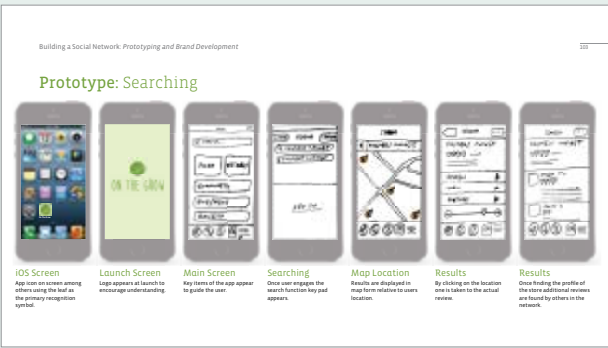 Building a Social Network: Prototyping and Brand Development
Prototype: Searching
ON THE GROW
iOS Screen
App icon on screen among
others using the leaf as
the primary recognition
symbol.
Launch Screen
Logo appears at launch to
encourage understanding.
Main Screen
Key items of the app appear
to guide the user.
Searching
Once user engages the
search function key pad
appears.
Map Location
Results are displayed in
map form relative to users
location.
Results
By clicking on the location
one is taken to the actual
review.
Results
Once finding the profile of
the store additional reviews
are found by others in the
network.